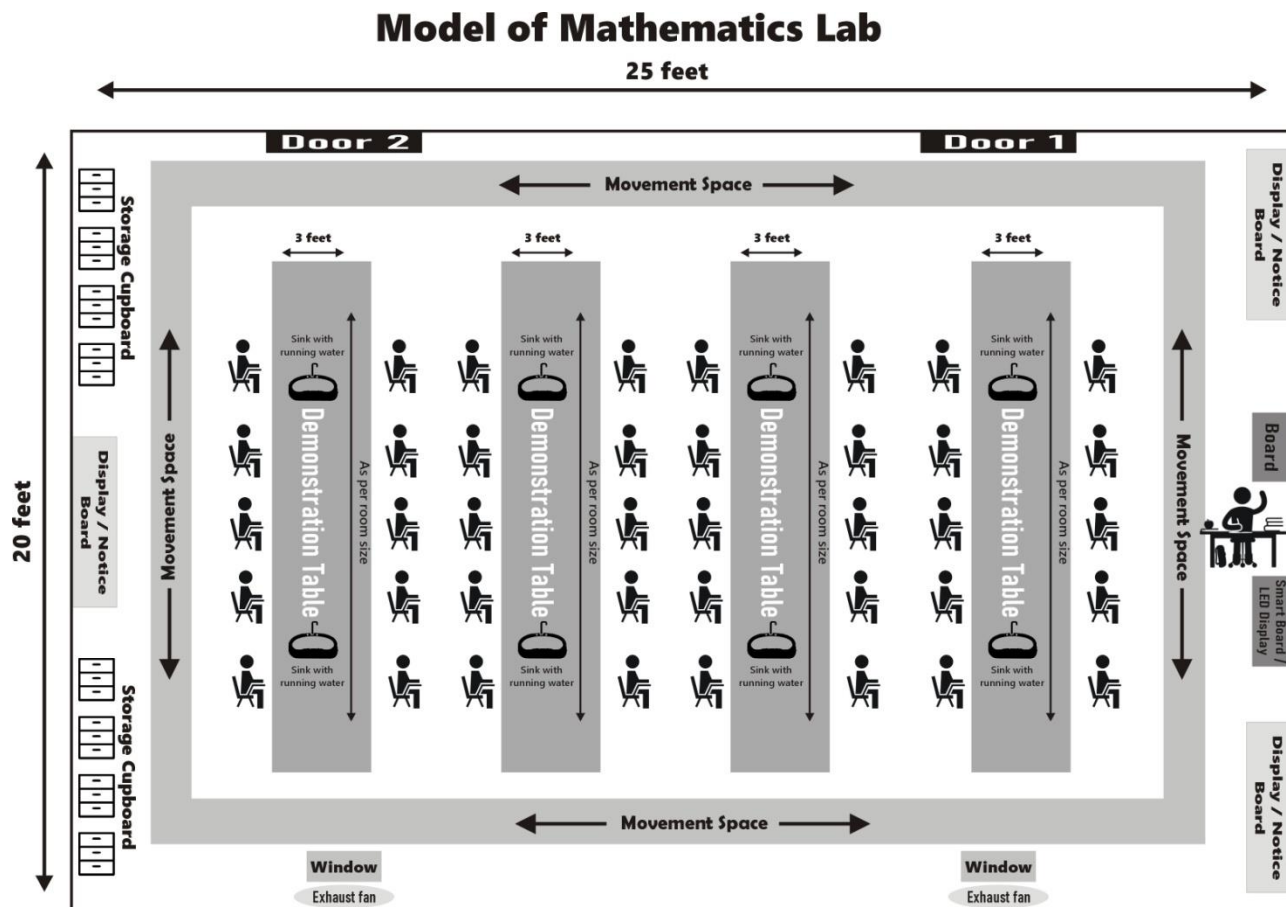 Model of Mathematics Lab
25 feet
Door 2
Door 1
Movement Space
20 feet
Storage Cupboard
Display / Notice
Board
Storage Cupboard
Movement Space
3 feet
Sink with
running water
Demonstration Table
As per room size
Sink with
running water
3 feet
Sink with
running water
Demonstration Table
As per room size
Sink with
running water
3 feet
Sink with
running water
Demonstration Table
As per room size
Sink with
running water
3 feet
Sink with
running water
Demonstration Table
As per room size
Sink with
running water
Movement Space
Display / Notice
Board
Board
Smart Board /
LED Display
Display / Notice
Board
Movement Space
Window
Exhaust fan
Window
Exhaust fan